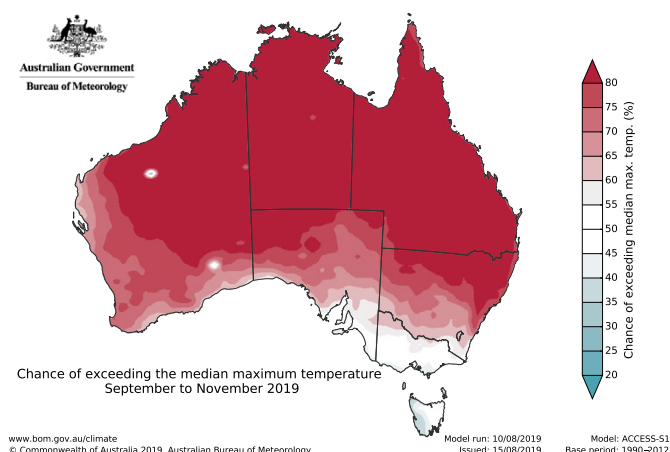 Australian Government
Bureau of Meteorology
80
75
70
65
60
55
50
45
40
35
30
25
20
Chance of exceeding median max. temp. (%)
Chance of exceeding the median maximum temperature
September to November 2019
www.bom.gov.au/climate
© Commonwealth of Australia 2019, Australian Bureau of Meteorology
Model run: 10/08/2019
Issued: 15/08/2019
Model: ACCESS-S1
Base period: 1990–2012